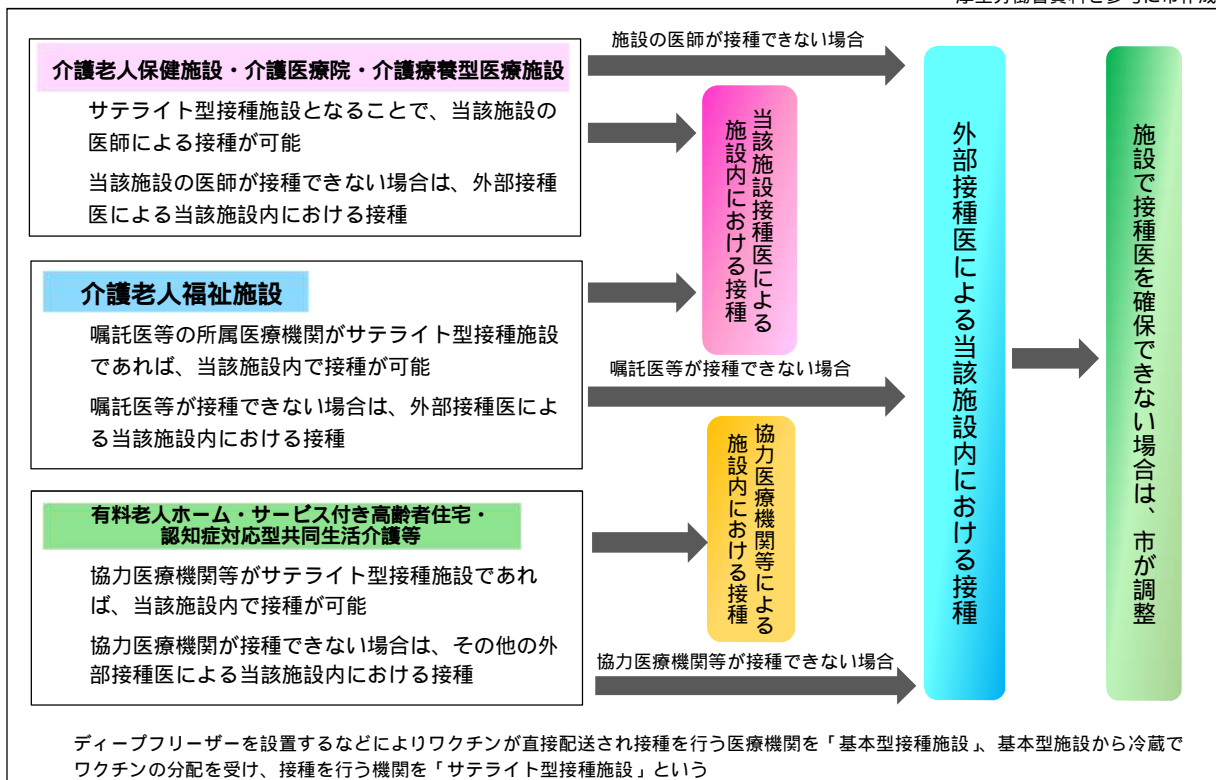 施設の医師が接種できない場合
介護老人保健施設・介護医療院・介護療養型医療施設
サテライト型接種施設となることで、当該施設の
医師による接種が可能
当該施設の医師が接種できない場合は、外部接種
医による当該施設内における接種
当該施設接種医による
施設内における接種
介護老人福祉施設
嘱託医等の所属医療機関がサテライト型接種施設
であれば、当該施設内で接種が可能
嘱託医等が接種できない場合は、外部接種医によ
る当該施設内における接種
嘱託医等が接種できない場合
協力医療機関等による
施設内における接種
有料老人ホーム・サービス付き高齢者住宅・
認知症対応型共同生活介護等
協力医療機関等がサテライト型接種施設であれ
ば、当該施設内で接種が可能
協力医療機関が接種できない場合は、その他の外
部接種医による当該施設内における接種
協力医療機関等が接種できない場合
外部接種医による当該施設内における接種
施設で接種医を確保できない場合は、市が調整
ディープフリーザーを設置するなどによりワクチンが直接配送され接種を行う医療機関を「基本型接種施設」、基本型施設から冷蔵で
ワクチンの分配を受け、接種を行う機関を「サテライト型接種施設」という